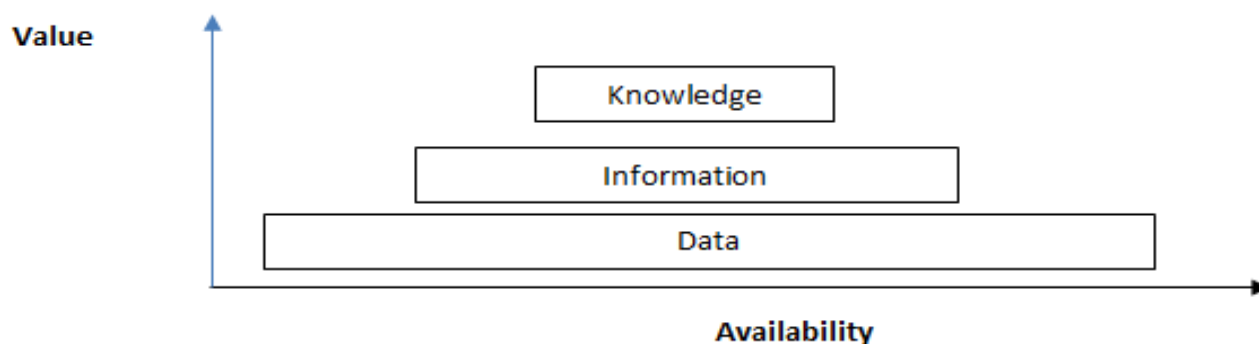 Value
Knowledge
Information
Data
Availability